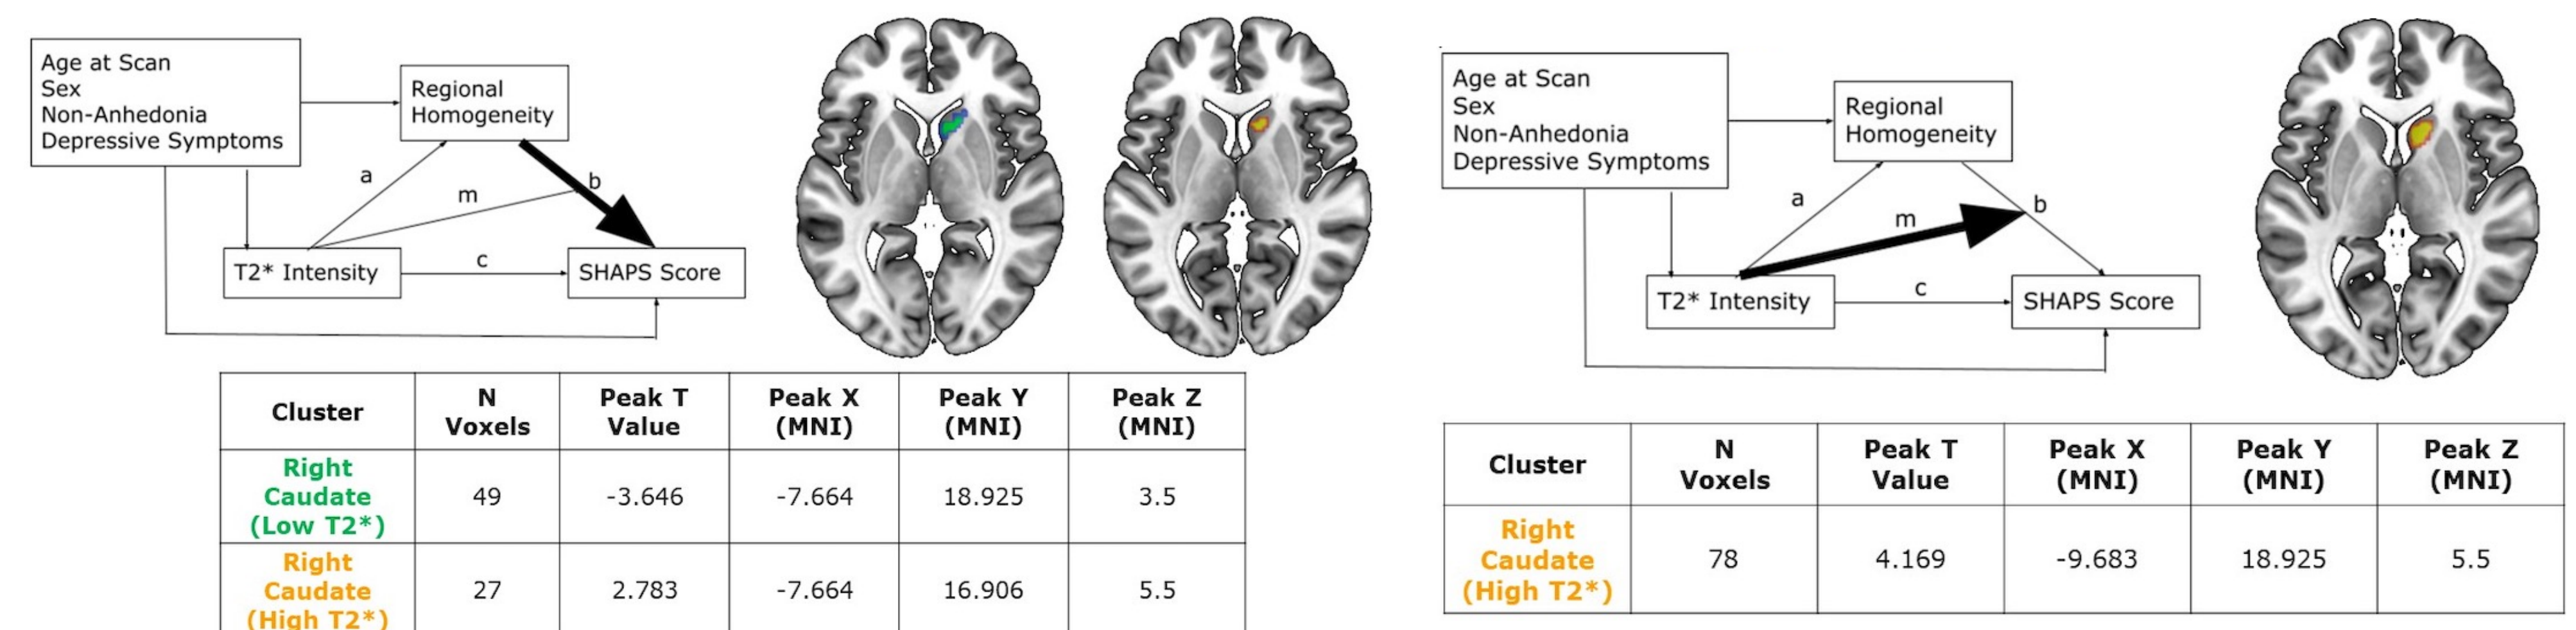 Age at Scan
Sex
Non-Anhedonia
Depressive Symptoms
Regional
Homogeneity
a
m
b
T2* Intensity
c
SHAPS Score
Cluster
N
Voxels
Peak T
Value
Peak X
(MNI)
Peak Y
(MNI)
Peak Z
(MNI)
Right
Caudate
(Low T2*)
49
-3.646
-7.664
18.925
3.5
Right
Caudate
(High T2*)
27
2.783
-7.664
16.906
5.5
Age at Scan
Sex
Non-Anhedonia
Depressive Symptoms
Regional
Homogeneity
a
m
b
T2* Intensity
c
SHAPS Score
Cluster
N
Voxels
Peak T
Value
Peak X
(MNI)
Peak Y
(MNI)
Peak Z
(MNI)
Right
Caudate
(High T2*)
78
4.169
-9.683
18.925
5.5